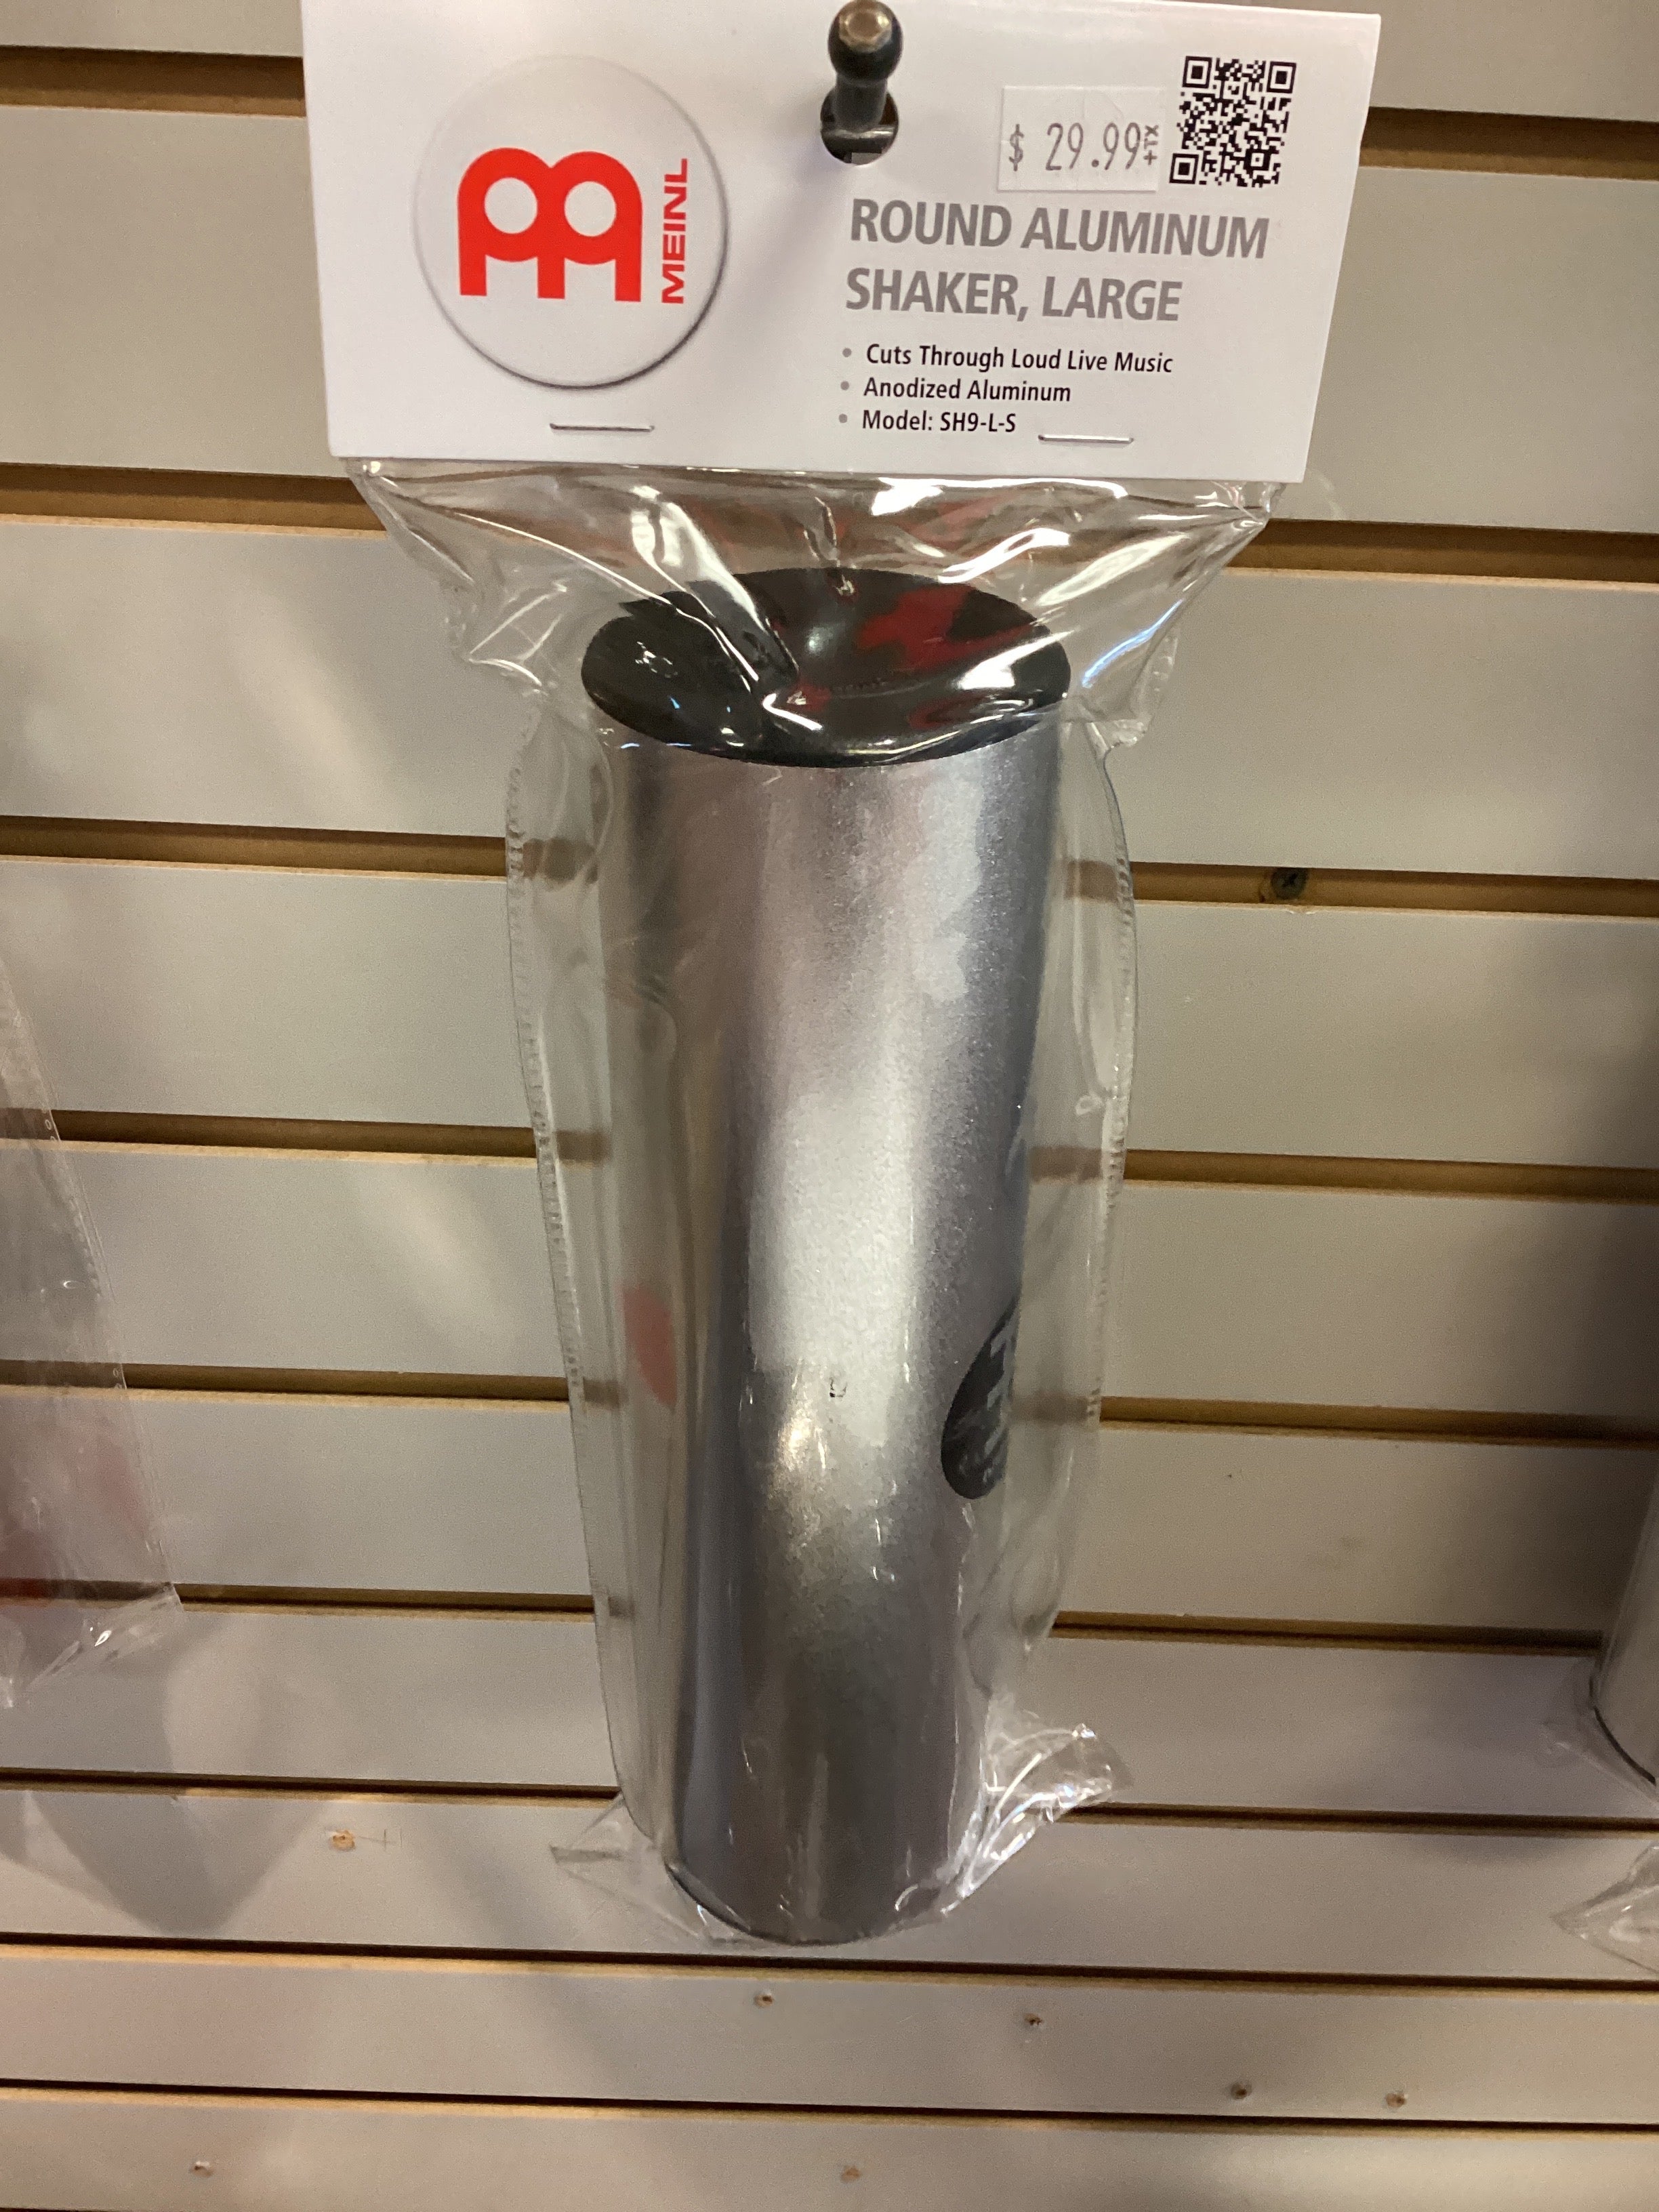 MEINL
$ 29.99 +TX
ROUND ALUMINUM
SHAKER, LARGE
• Cuts Through Loud Live Music
• Anodized Aluminum
• Model: SH9-L-S